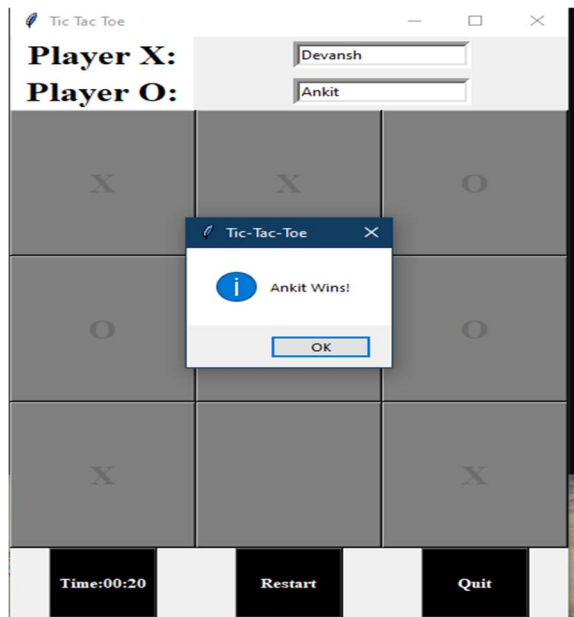 Tic Tac Toe
Player X: Devansh
Player O: Ankit
X X O
Tic-Tac-Toe
i Ankit Wins!
O O
OK
X X
Time:00:20 Restart Quit